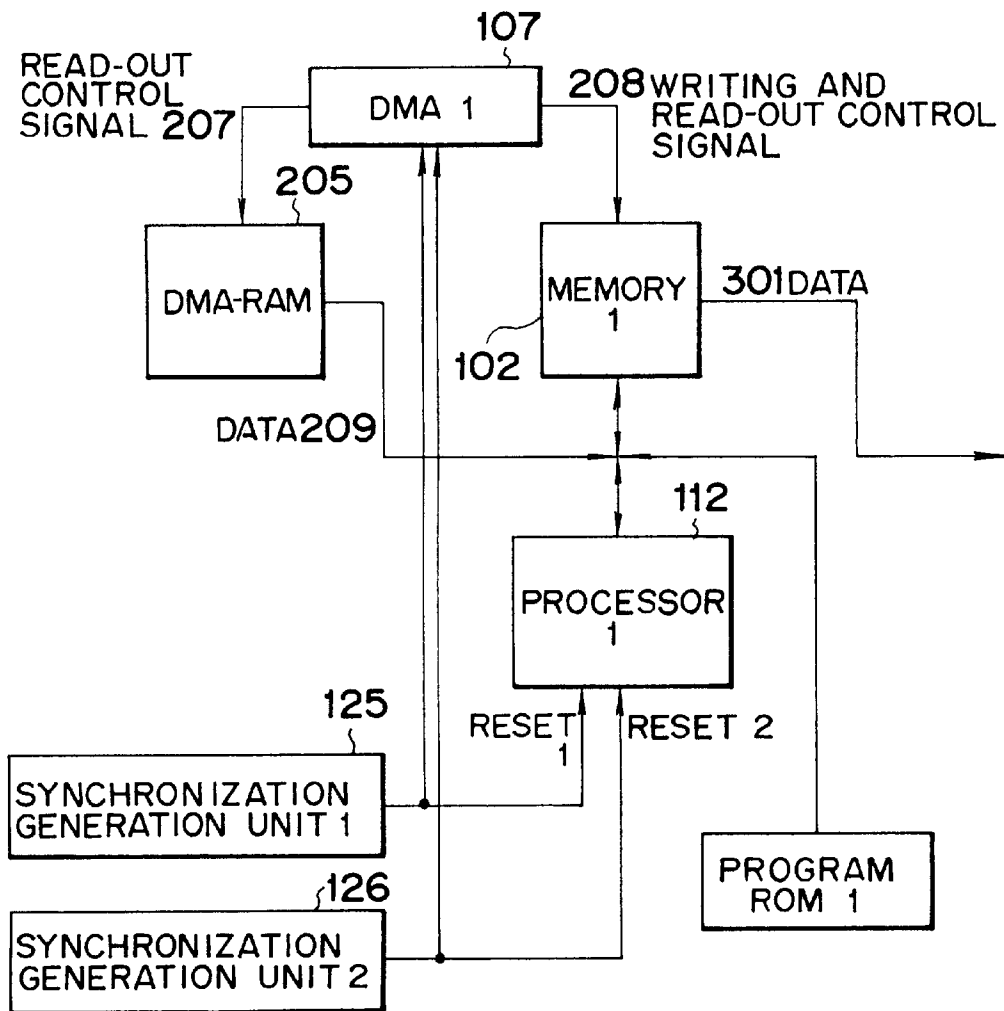 107
READ-OUT
CONTROL
SIGNAL 207
DMA 1
208 WRITING AND
READ-OUT CONTROL
SIGNAL
205
DMA-RAM
MEMORY
1
301 DATA
102
DATA 209
112
PROCESSOR
1
RESET
1
RESET 2
125
SYNCHRONIZATION
GENERATION UNIT 1
PROGRAM
ROM 1
126
SYNCHRONIZATION
GENERATION UNIT 2